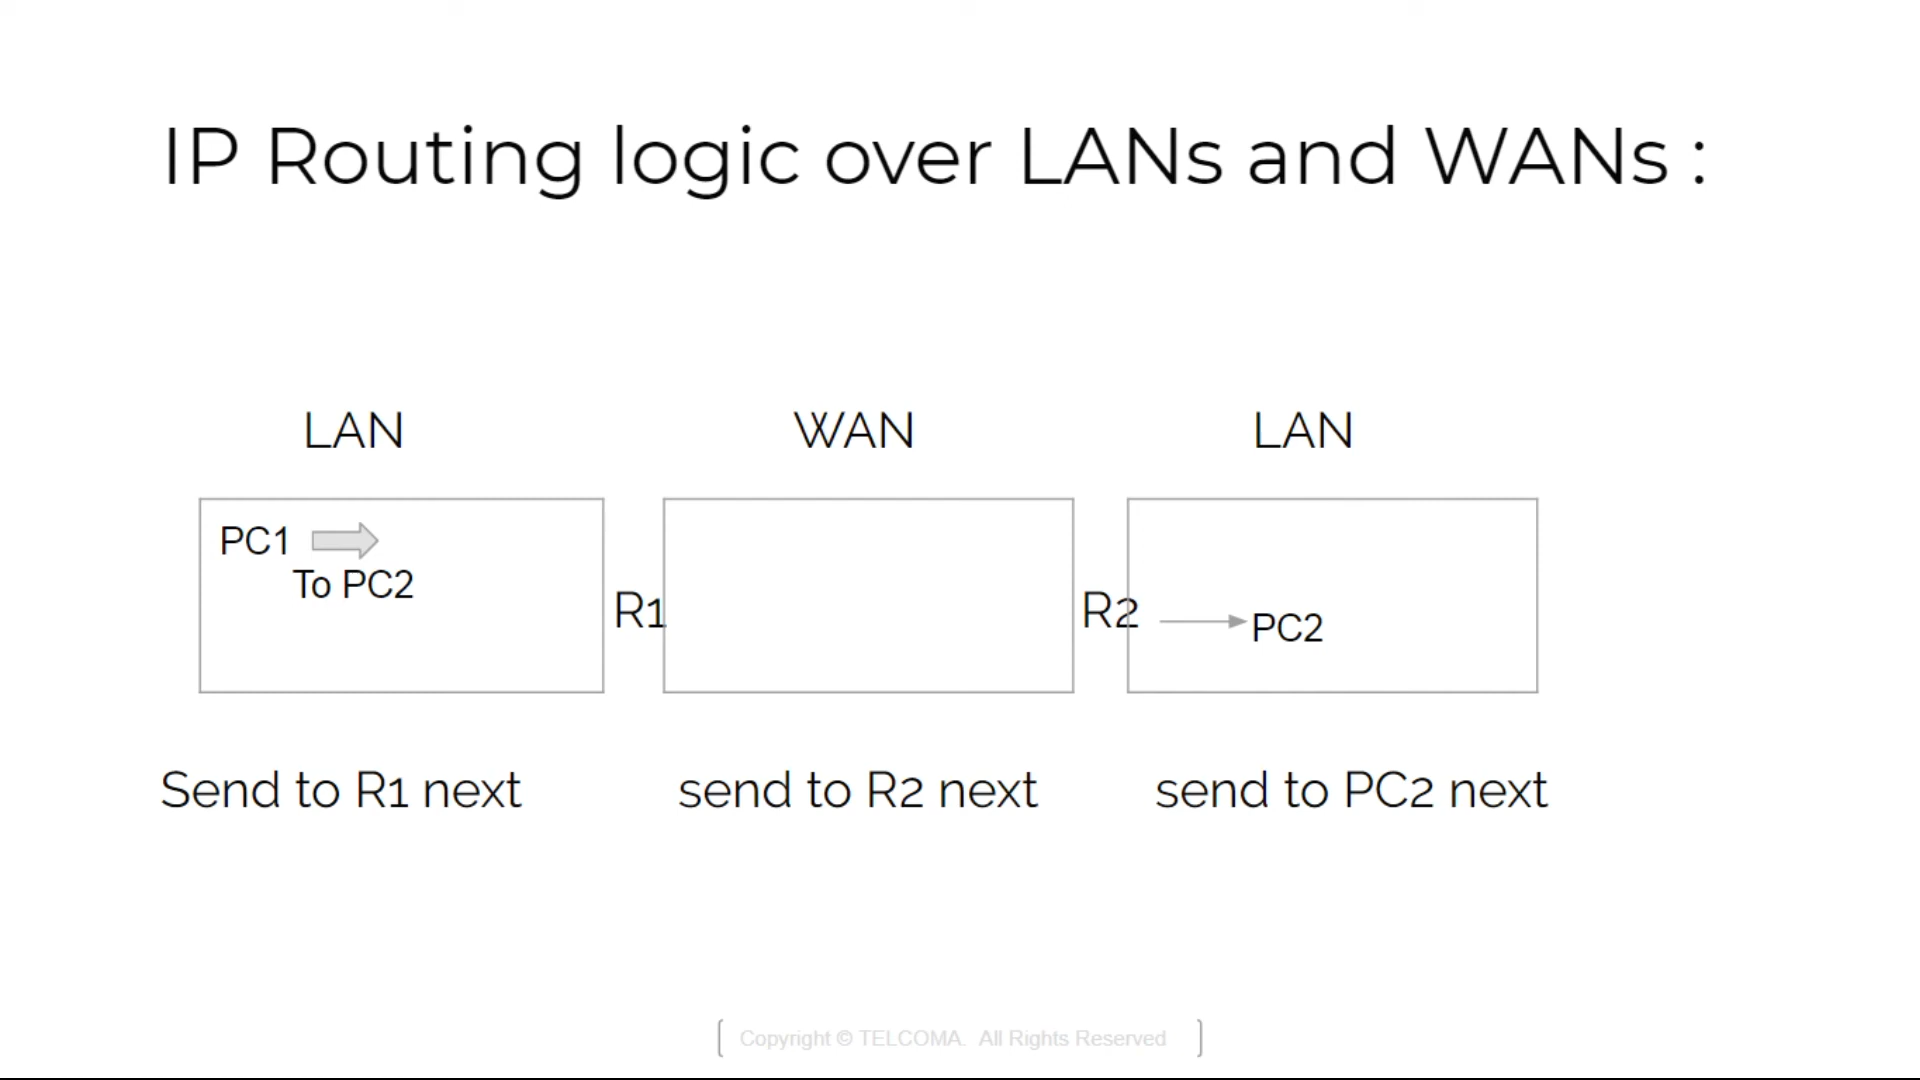 IP Routing logic over LANs and WANs :
LAN
WAN
LAN
PC1
To PC2
R1
R2
PC2
Send to R1 next
send to R2 next
send to PC2 next
Copyright © TELCOMA. All Rights Reserved